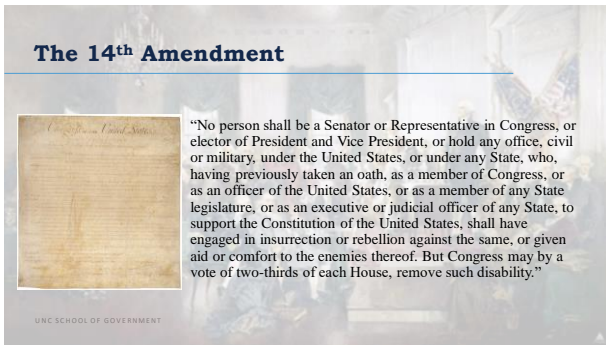 The 14th Amendment
“No person shall be a Senator or Representative in Congress, or
elector of President and Vice President, or hold any office, civil
or military, under the United States, or under any State, who,
having previously taken an oath, as a member of Congress, or
as an officer of the United States, or as a member of any State
legislature, or as an executive or judicial officer of any State, to
support the Constitution of the United States, shall have
engaged in insurrection or rebellion against the same, or given
aid or comfort to the enemies thereof. But Congress may by a
vote of two-thirds of each House, remove such disability.”
UNC SCHOOL OF GOVERNMENT